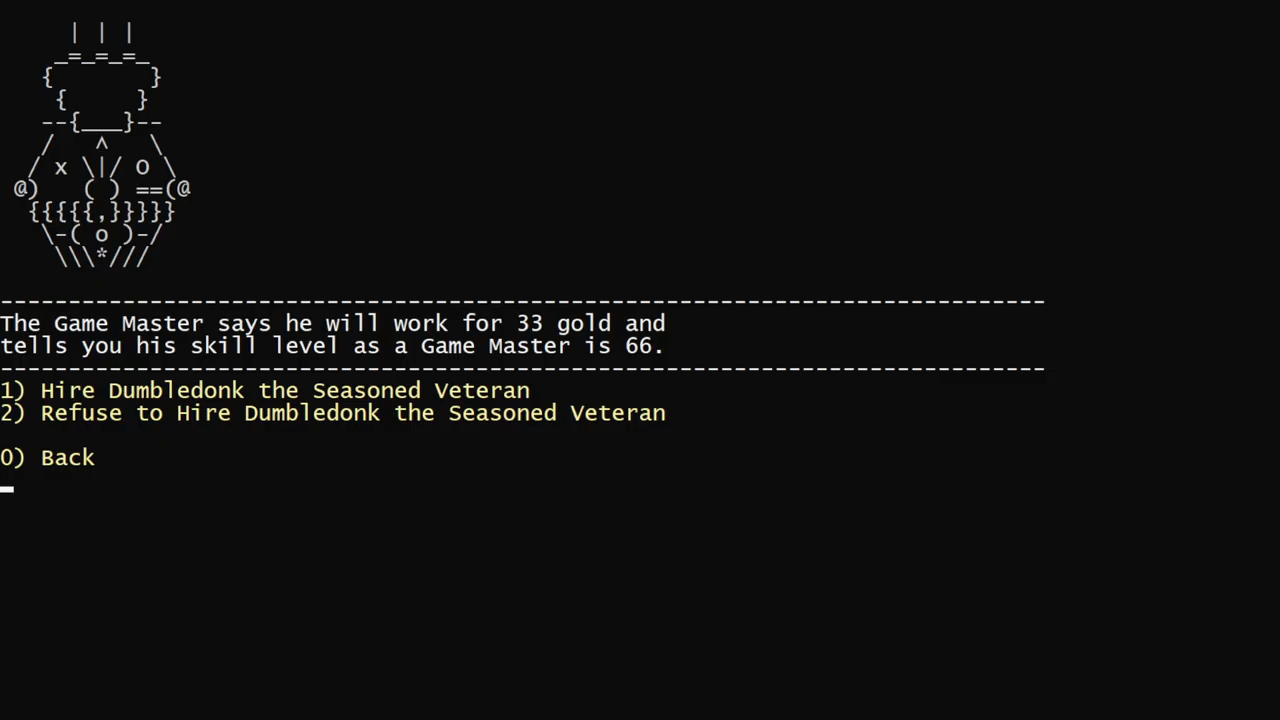 | | |
    _=_=_=_
   {       }
    {     }
   --{___}--
   /   ^   \
  / x \|/ O \
 @)   ( ) ==(@
  {{{{{,}}}}}
   \-( o )-/
    \\\*///
-----------------------------------------------------------------------------
The Game Master says he will work for 33 gold and
tells you his skill level as a Game Master is 66.
-----------------------------------------------------------------------------
1) Hire Dumbledonk the Seasoned Veteran
2) Refuse to Hire Dumbledonk the Seasoned Veteran
0) Back